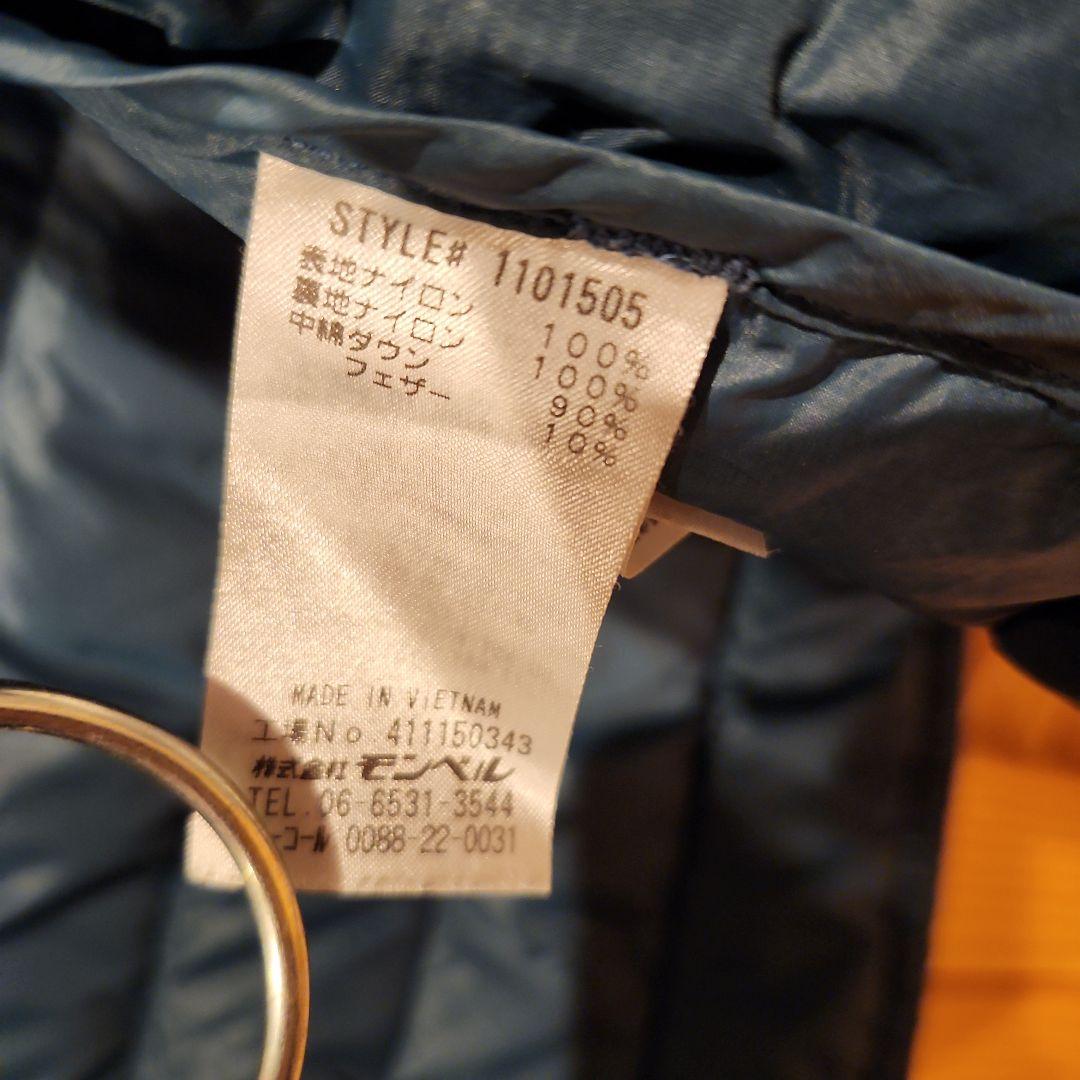 STYLE# 1101505
表地ナイロン 100%
裏地ナイロン 100%
中綿ダウン 90%
フェザー 10%
MADE IN VIETNAM
工場No 411150343
株式会社 モンベル
TEL.06-6531-3544
コール 0088-22-0031